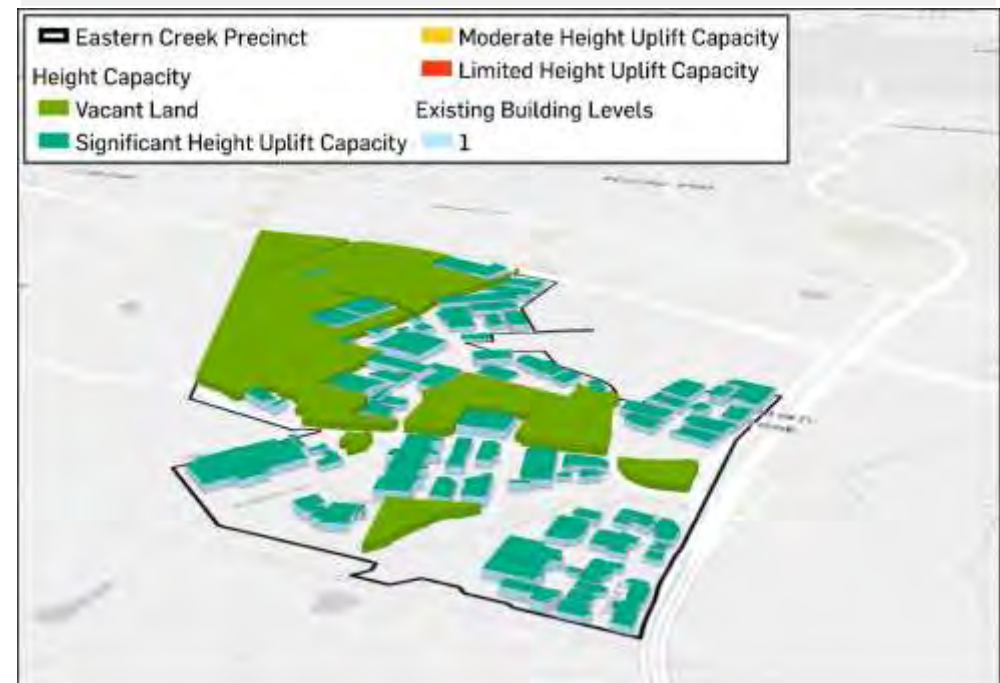 Eastern Creek Precinct
Height Capacity
Vacant Land
Significant Height Uplift Capacity
Moderate Height Uplift Capacity
Limited Height Uplift Capacity
Existing Building Levels
1